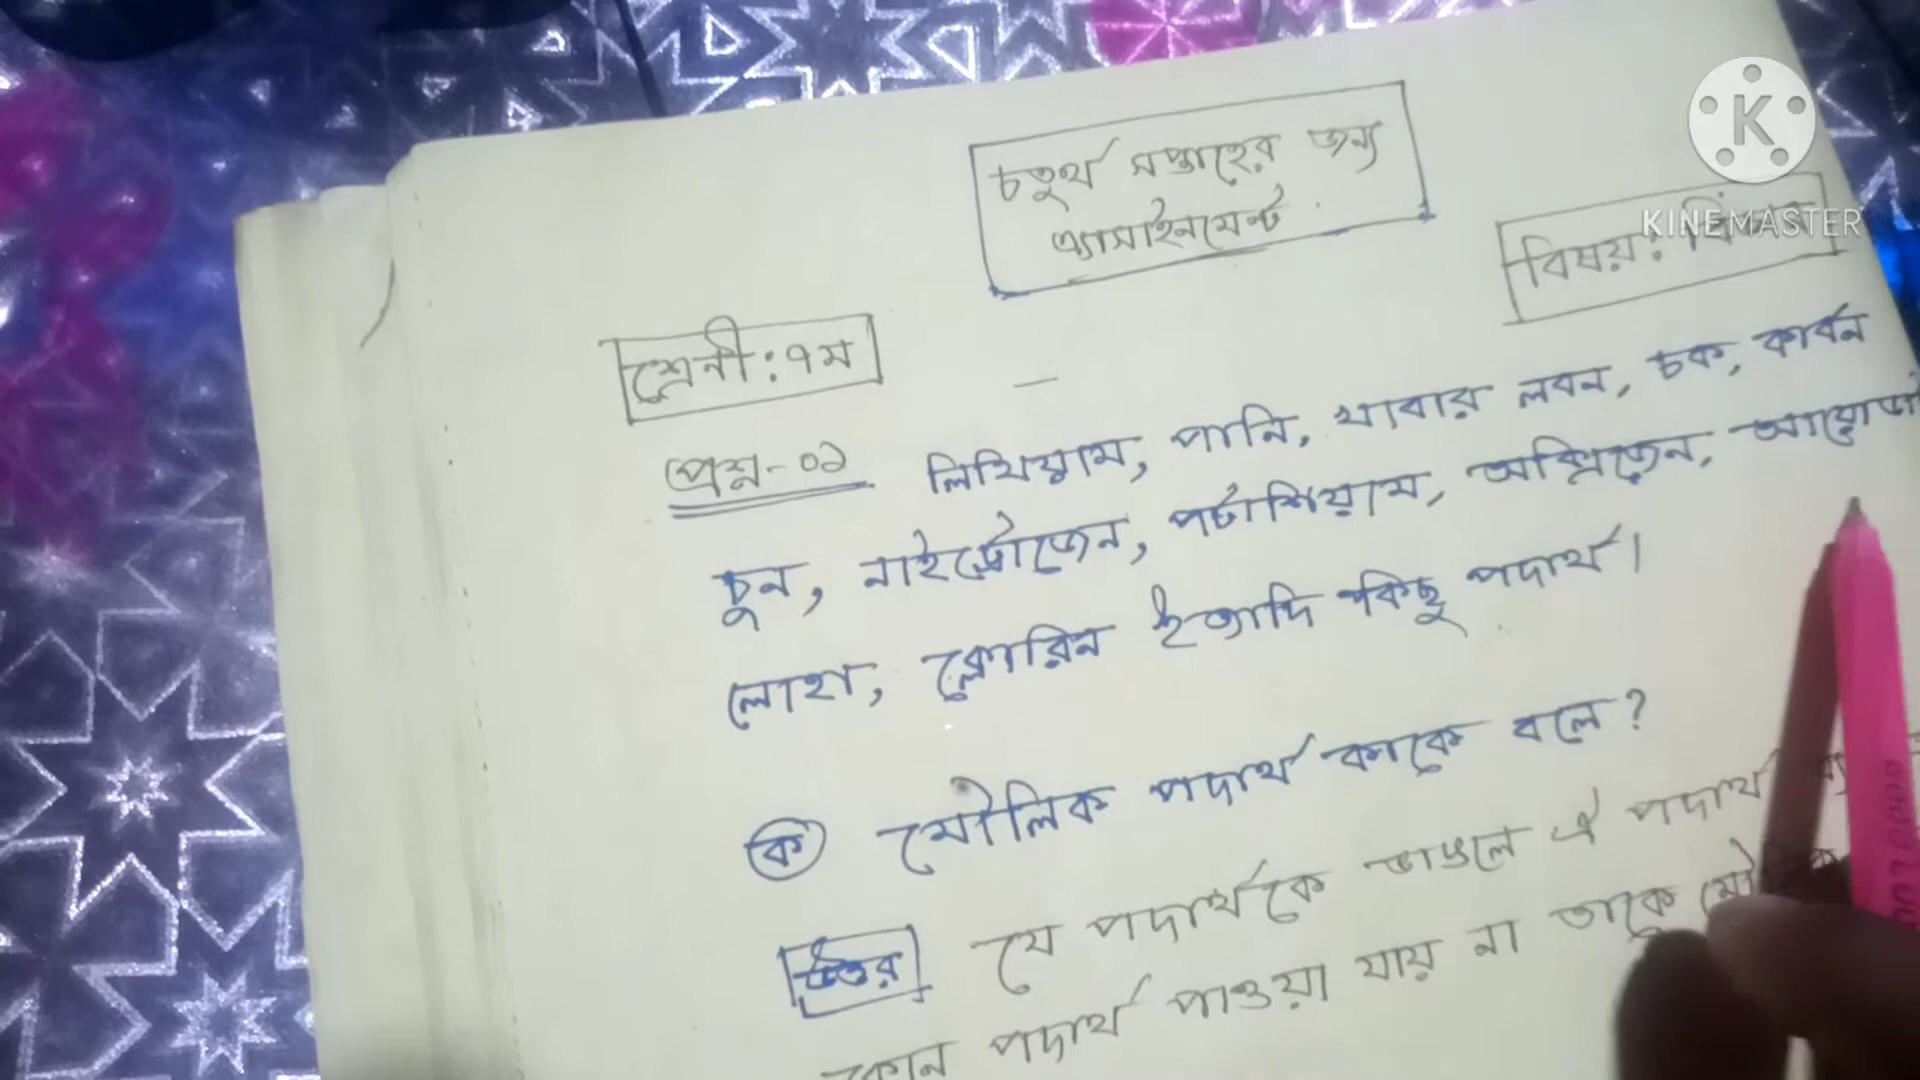 চতুর্থ সপ্তাহের জন্য
এ্যাসাইনমেন্ট
K
KINEMASTER
বিষয়:
শ্রেনী: ৭ম
প্রশ্ন-০১ লিথিয়াম, পানি, খাবার লবন, চক, কার্বন
চুন, নাইট্রোজেন, পটাশিয়াম, অক্সিজেন,
লোহা, ক্লোরিন ইত্যাদি কিছু পদার্থ।
ক মৌলিক পদার্থ কাকে বলে?
উত্তর যে পদার্থকে ভাঙলে ঐ পদার্থ
কোন পদার্থ পাওয়া যায় না তাকে